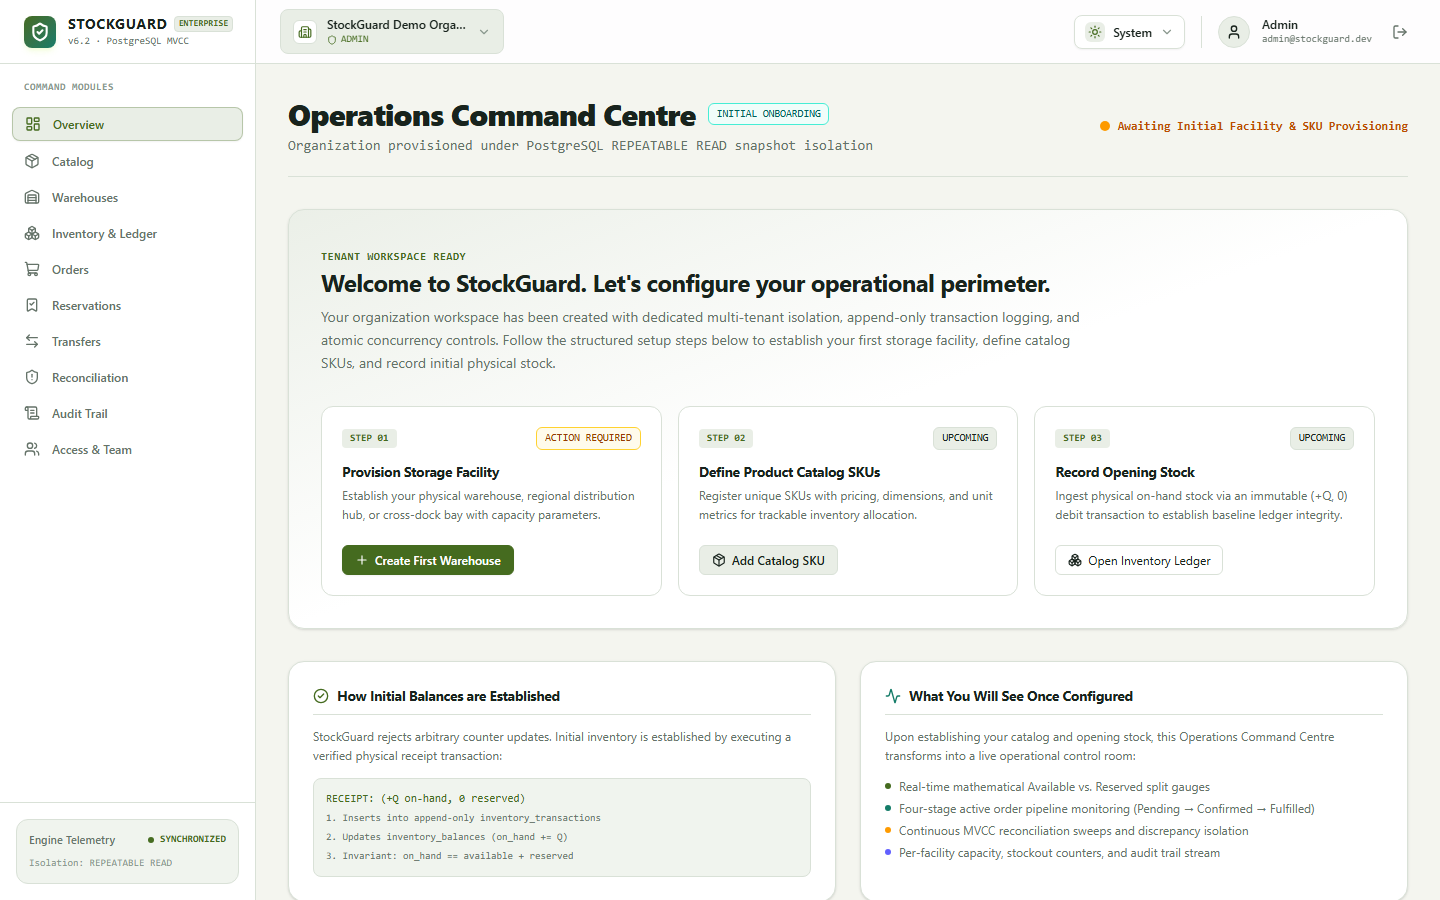 STOCKGUARD ENTERPRISE
v6.2 · PostgreSQL MVCC
StockGuard Demo Orga...
ADMIN
System
Admin
admin@stockguard.dev
COMMAND MODULES
Overview
Catalog
Warehouses
Inventory & Ledger
Orders
Reservations
Transfers
Reconciliation
Audit Trail
Access & Team
Engine Telemetry SYNCHRONIZED
Isolation: REPEATABLE READ
Operations Command Centre INITIAL ONBOARDING
Organization provisioned under PostgreSQL REPEATABLE READ snapshot isolation
Awaiting Initial Facility & SKU Provisioning
TENANT WORKSPACE READY
Welcome to StockGuard. Let's configure your operational perimeter.
Your organization workspace has been created with dedicated multi-tenant isolation, append-only transaction logging, and
atomic concurrency controls. Follow the structured setup steps below to establish your first storage facility, define catalog
SKUs, and record initial physical stock.
STEP 01 ACTION REQUIRED
Provision Storage Facility
Establish your physical warehouse, regional distribution
hub, or cross-dock bay with capacity parameters.
Create First Warehouse
STEP 02 UPCOMING
Define Product Catalog SKUs
Register unique SKUs with pricing, dimensions, and unit
metrics for trackable inventory allocation.
Add Catalog SKU
STEP 03 UPCOMING
Record Opening Stock
Ingest physical on-hand stock via an immutable (+Q, 0)
debit transaction to establish baseline ledger integrity.
Open Inventory Ledger
How Initial Balances are Established
StockGuard rejects arbitrary counter updates. Initial inventory is established by executing a
verified physical receipt transaction:
RECEIPT: (+Q on-hand, 0 reserved)
1. Inserts into append-only inventory_transactions
2. Updates inventory_balances (on_hand += Q)
3. Invariant: on_hand == available + reserved
What You Will See Once Configured
Upon establishing your catalog and opening stock, this Operations Command Centre
transforms into a live operational control room:
Real-time mathematical Available vs. Reserved split gauges
Four-stage active order pipeline monitoring (Pending → Confirmed → Fulfilled)
Continuous MVCC reconciliation sweeps and discrepancy isolation
Per-facility capacity, stockout counters, and audit trail stream